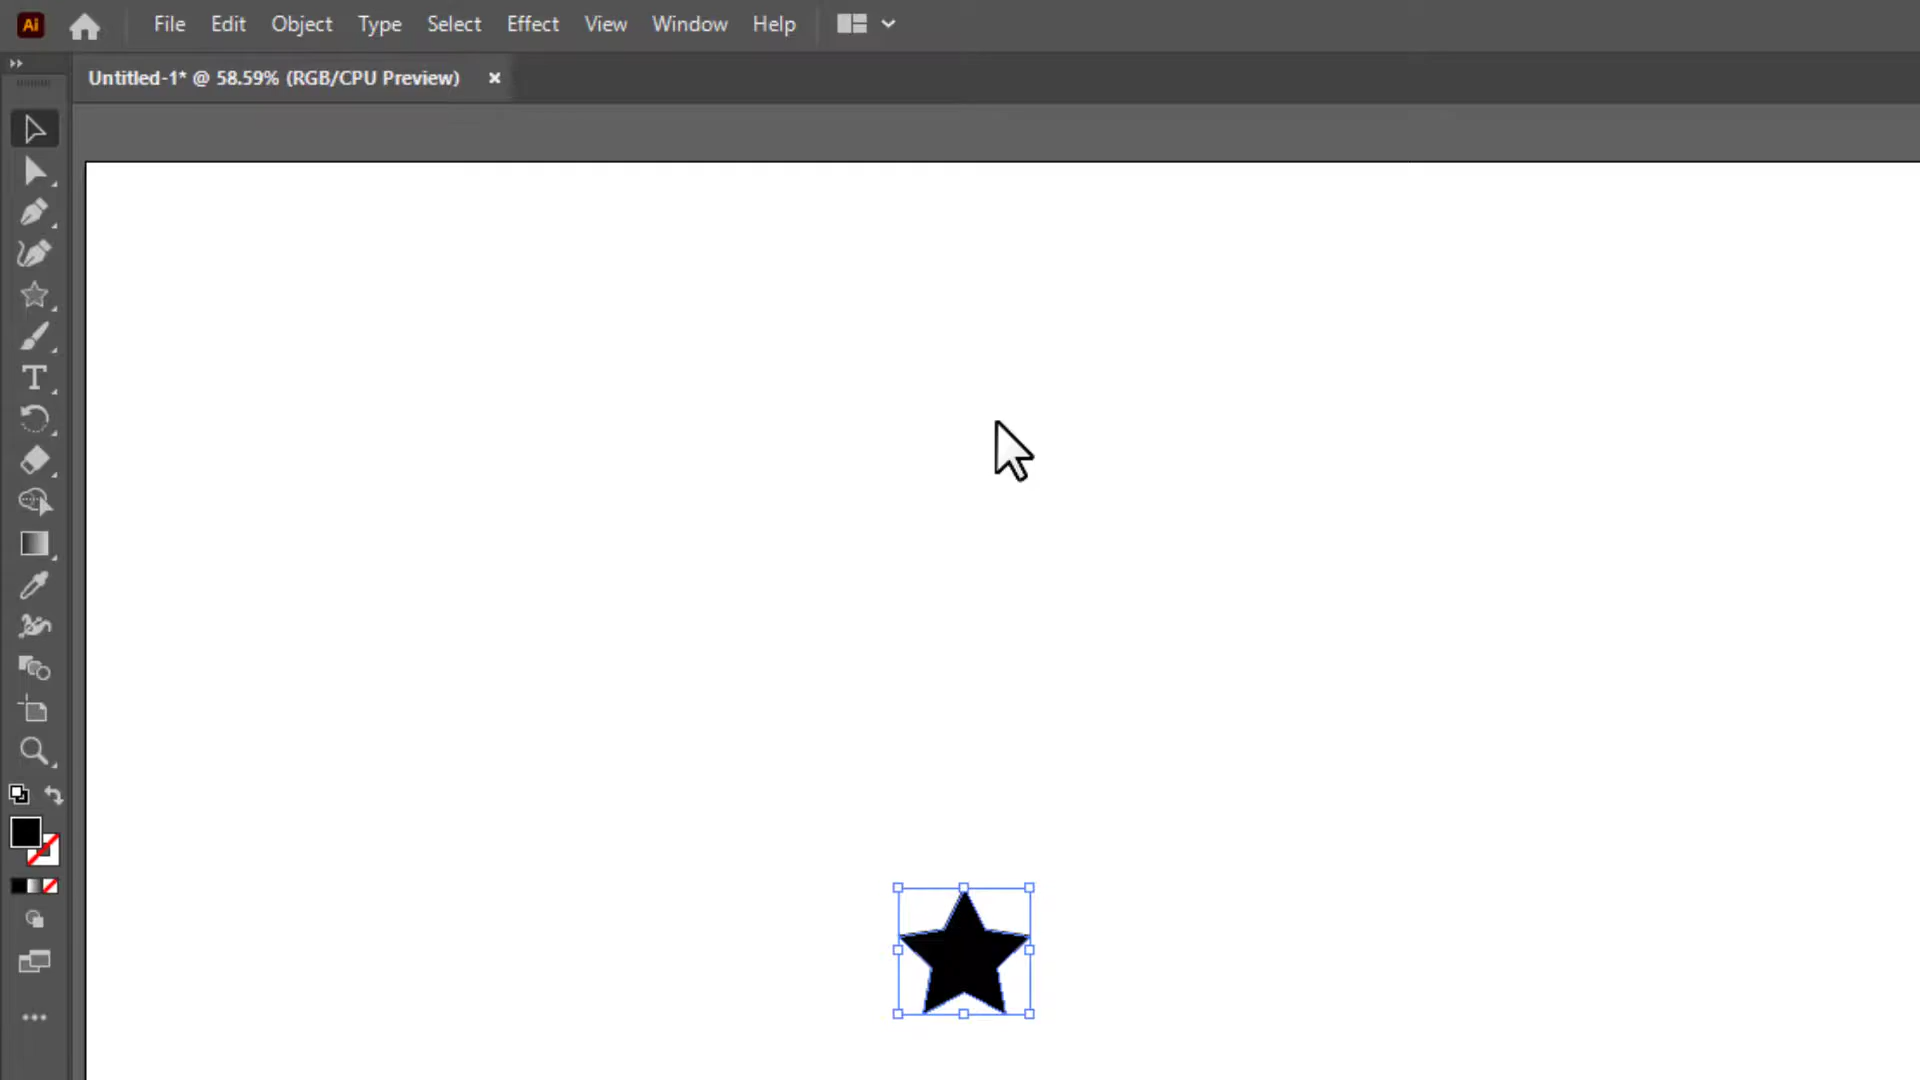 Ai File Edit Object Type Select Effect View Window Help
Untitled-1* @ 58.59% (RGB/CPU Preview) ×